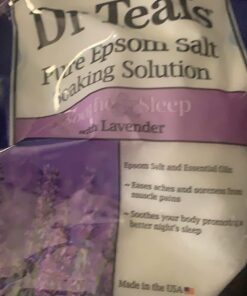 Dr Teals
Pure Epsom Salt
Soaking Solution
Soothe & Sleep
with Lavender
Epsom Salt and Essential Oils
Eases aches and soreness from
muscle pains
Soothes your body promoting
better night's sleep
Made in the USA